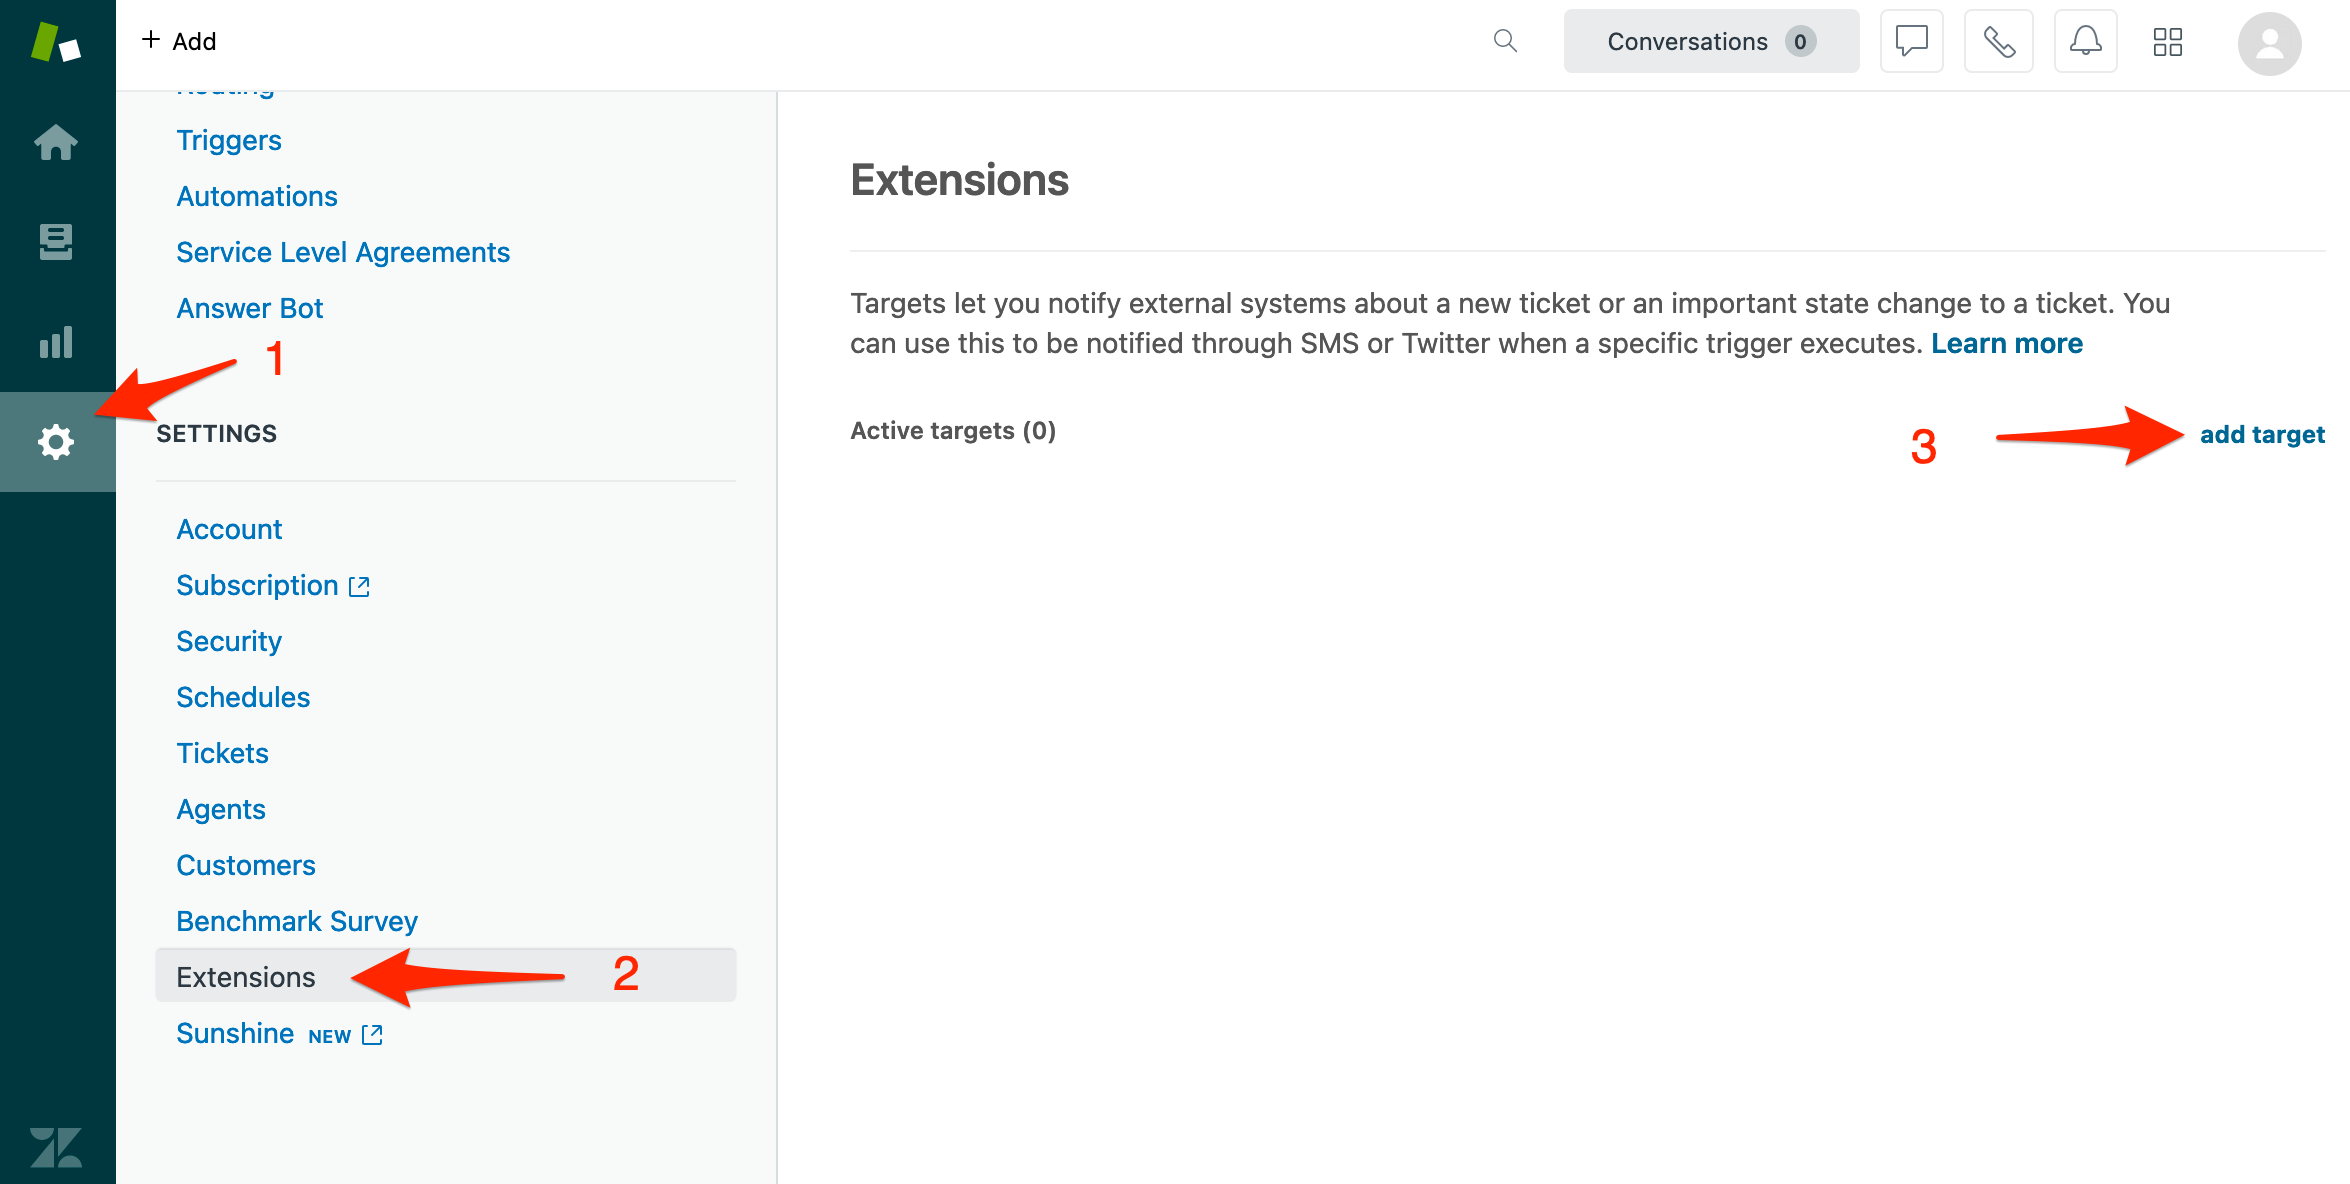 + Add
Conversations 0
Routing
Triggers
Automations
Service Level Agreements
Answer Bot
1
SETTINGS
Account
Subscription
Security
Schedules
Tickets
Agents
Customers
Benchmark Survey
Extensions
2
Sunshine NEW
Extensions
Targets let you notify external systems about a new ticket or an important state change to a ticket. You
can use this to be notified through SMS or Twitter when a specific trigger executes. Learn more
Active targets (0)
3
add target